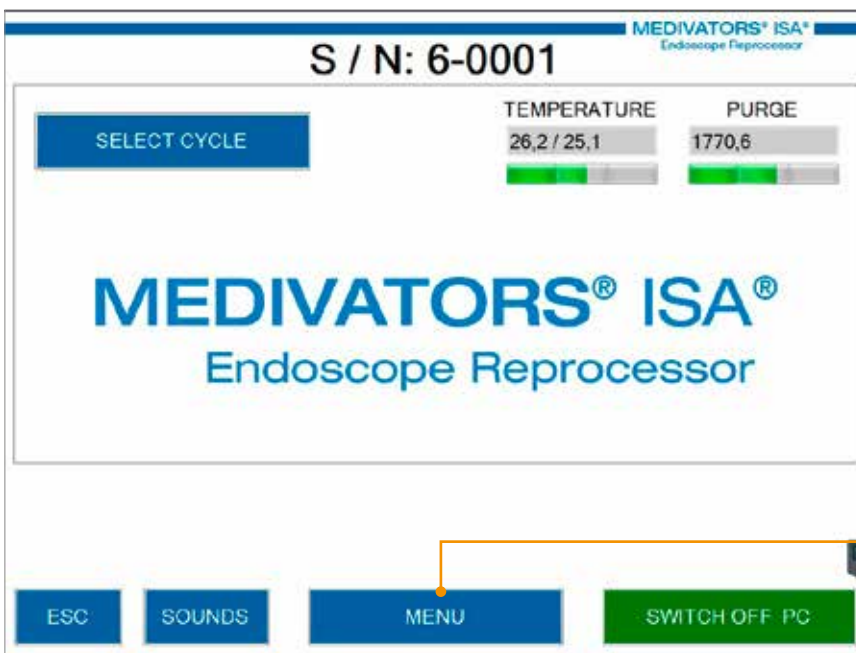 MEDIVATORS® ISA®
Endoscope Reprocessor
S / N: 6-0001
SELECT CYCLE
TEMPERATURE
26,2 / 25,1
PURGE
1770,6
MEDIVATORS® ISA®
Endoscope Reprocessor
ESC
SOUNDS
MENU
SWITCH OFF PC